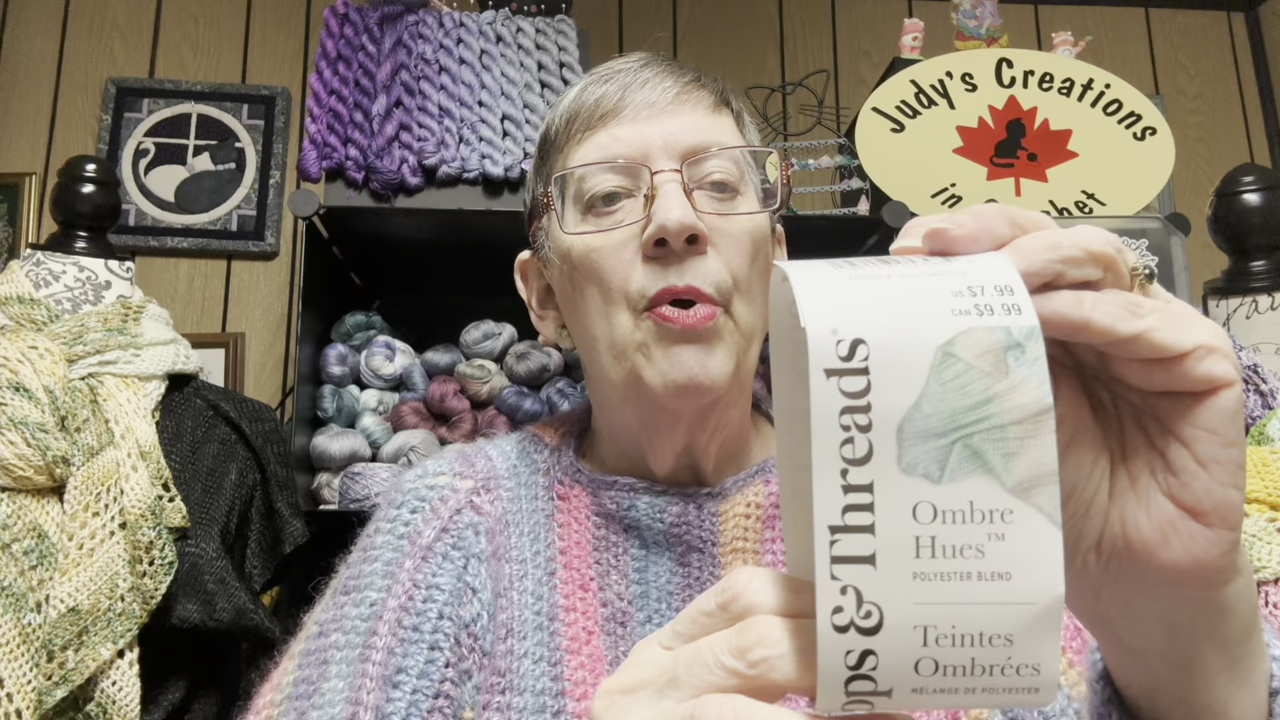 Judy's Creations
in
US $7.99
CAN $9.99
ops & Threads®
Ombre
Hues™
POLYESTER BLEND
Teintes
Ombrées
MÉLANGE DE POLYESTER